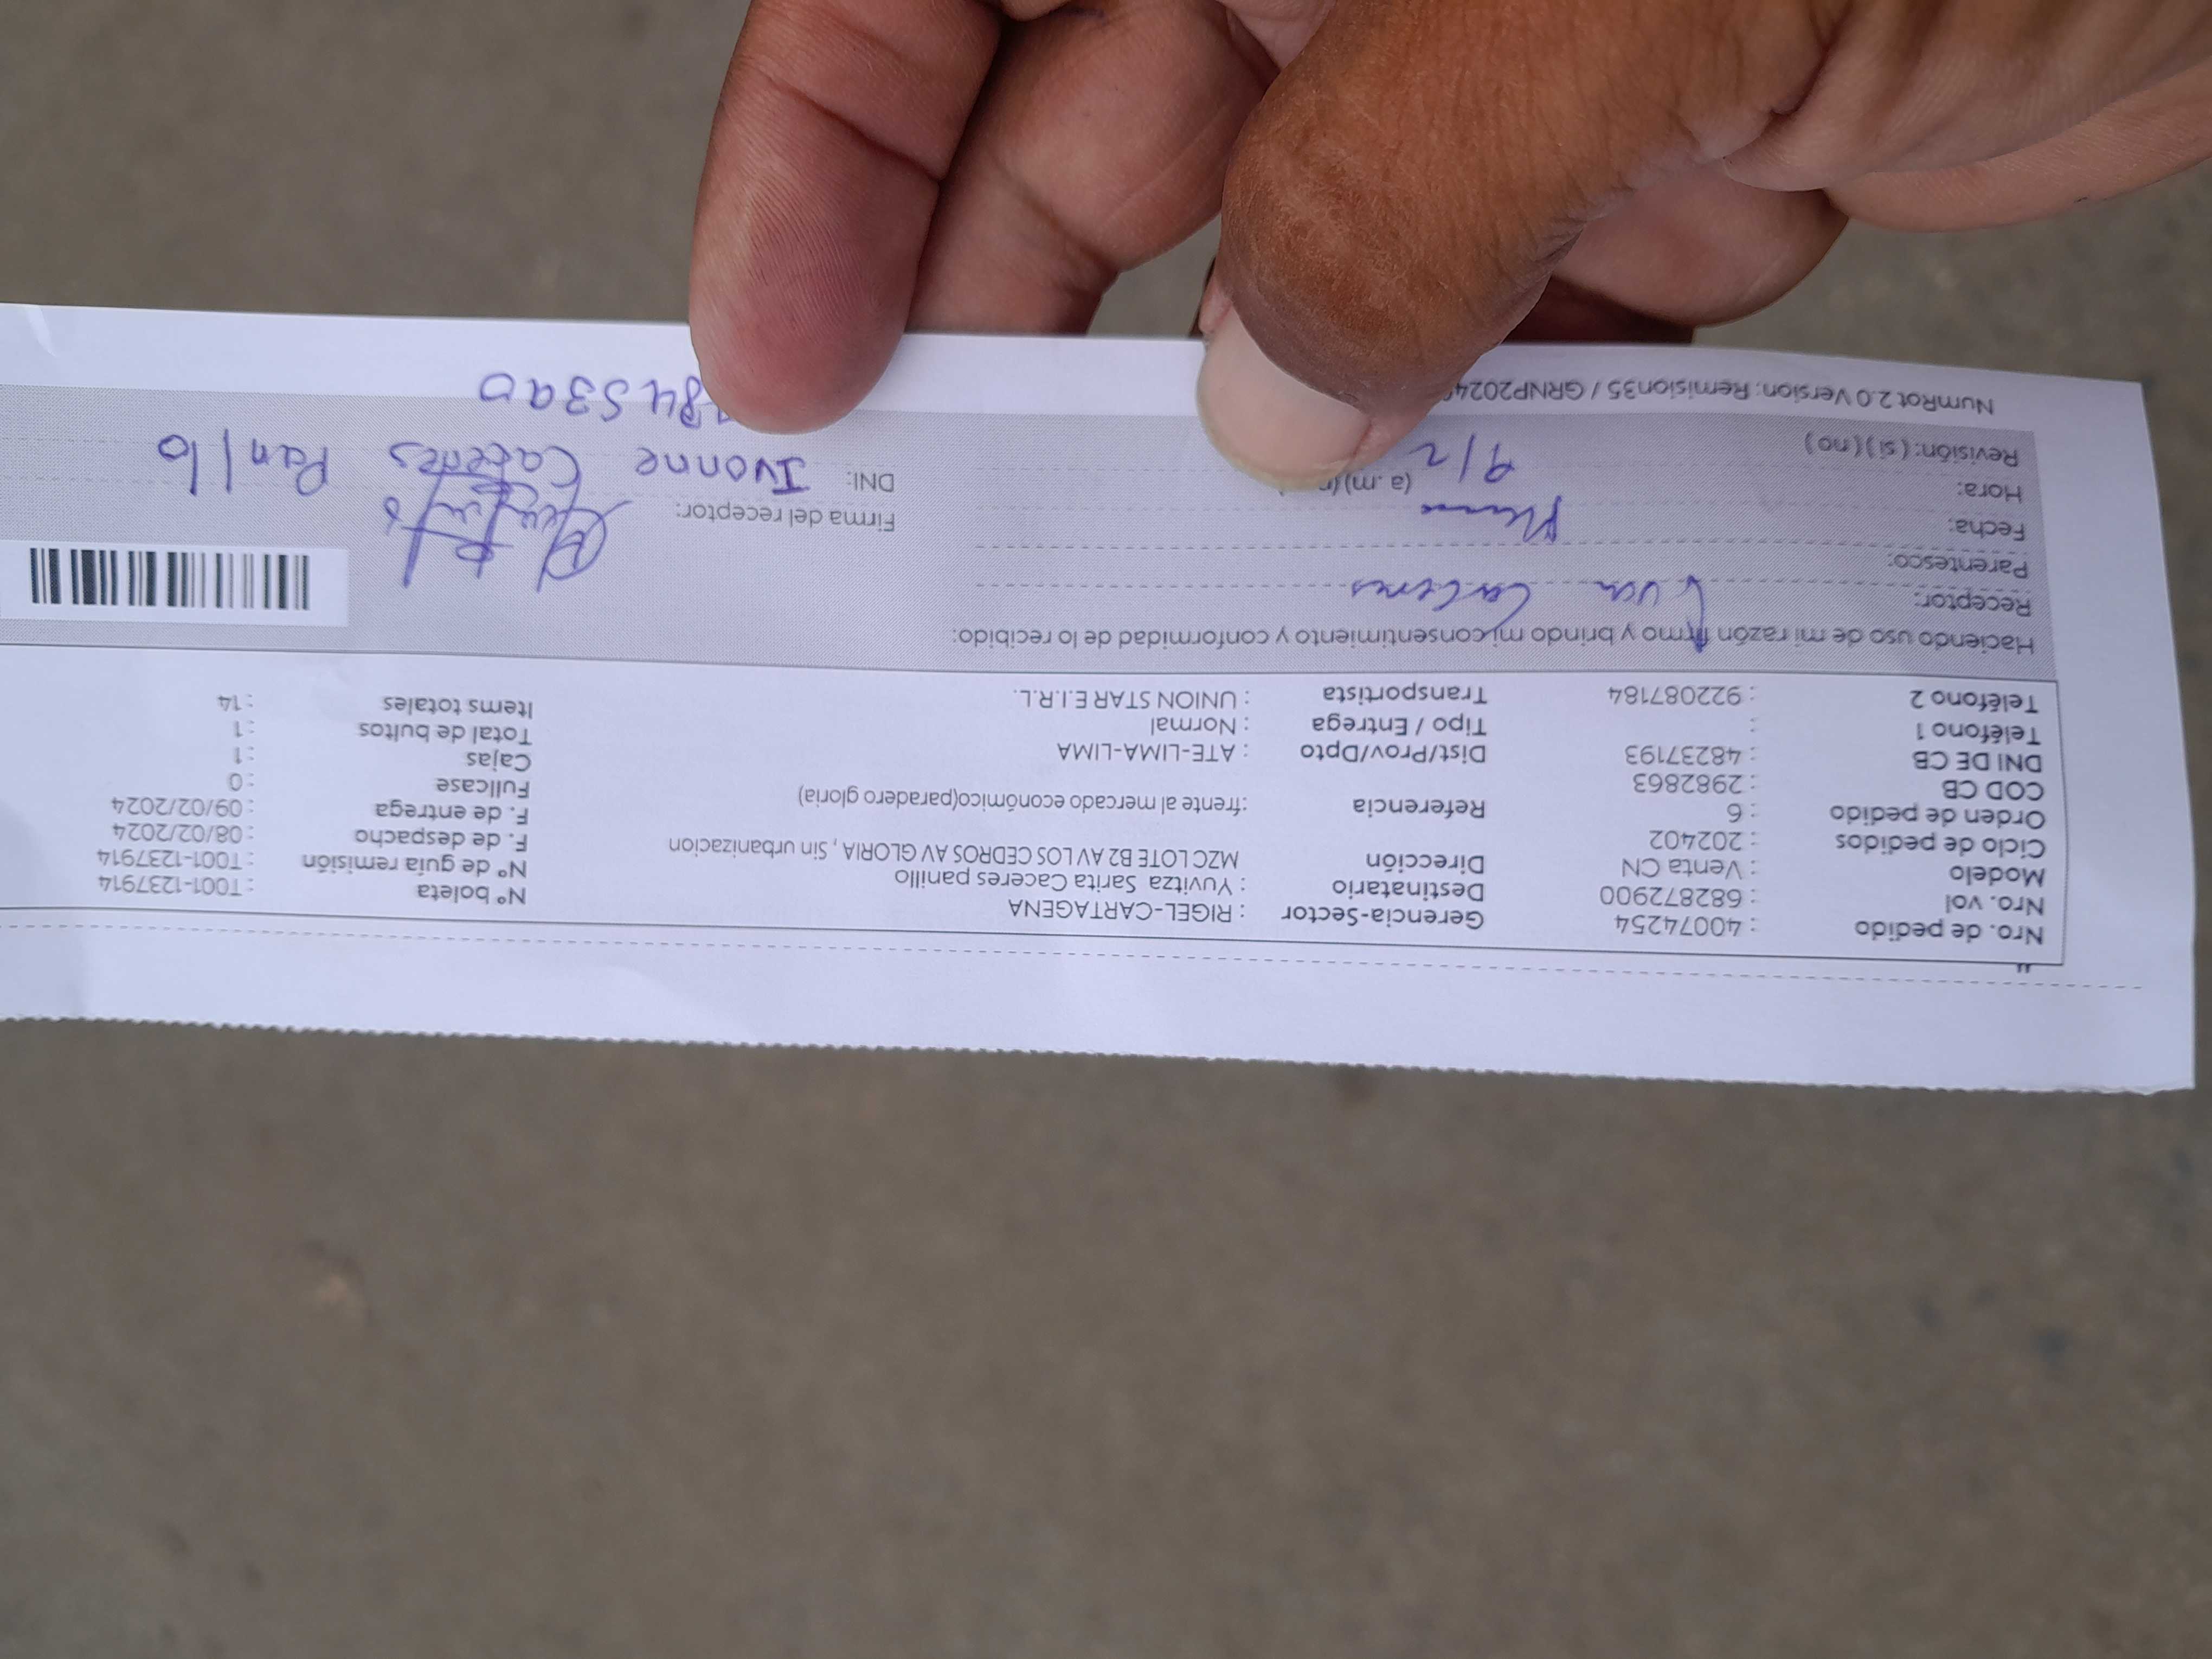 Nro. de pedido : 40074254 Gerencia-Sector : RIGEL-CARTAGENA Nº boleta : T001-1237914
Nro. vol : 682872900 Destinatario : Yuvitza Sarita Caceres panillo Nº de guía remisión : T001-1237914
Modelo : Venta CN Dirección MZC LOTE B2 AV LOS CEDROS AV GLORIA , Sin urbanizacion F. de despacho : 08/02/2024
Ciclo de pedidos : 202402 F. de entrega : 09/02/2024
Orden de pedido : 6 Referencia :frente al mercado económico(paradero gloria) Fullcase : 0
COD CB : 2982863 Cajas : 1
DNI DE CB : 48237193 Dist/Prov/Dpto : ATE-LIMA-LIMA Total de bultos : 1
Teléfono 1 : Tipo / Entrega : Normal Items totales : 14
Teléfono 2 : 922087184 Transportista : UNION STAR E.I.R.L.
Haciendo uso de mi razón firmo y brindo mi consentimiento y conformidad de lo recibido:
Receptor:
Parentesco:
Fecha: Firma del receptor:
Hora: 9/2 (a.m) DNI: Ivonne Caceres
Revisión: ( si ) ( no )
NumRot 2.0 Version: Remision35 / GRNP2024